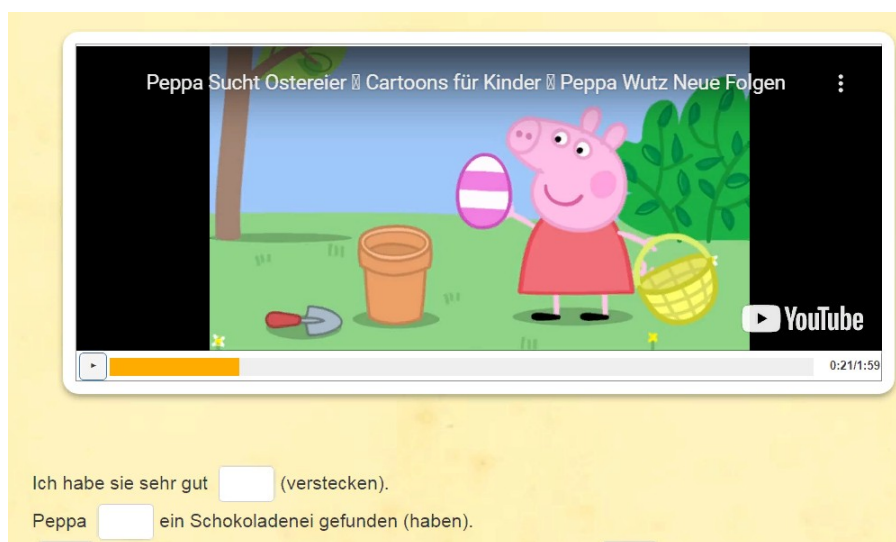 Peppa Sucht Ostereier ▯ Cartoons für Kinder ▯ Peppa Wutz Neue Folgen
YouTube
0:21/1:59
Ich habe sie sehr gut (verstecken).
Peppa ein Schokoladenei gefunden (haben).